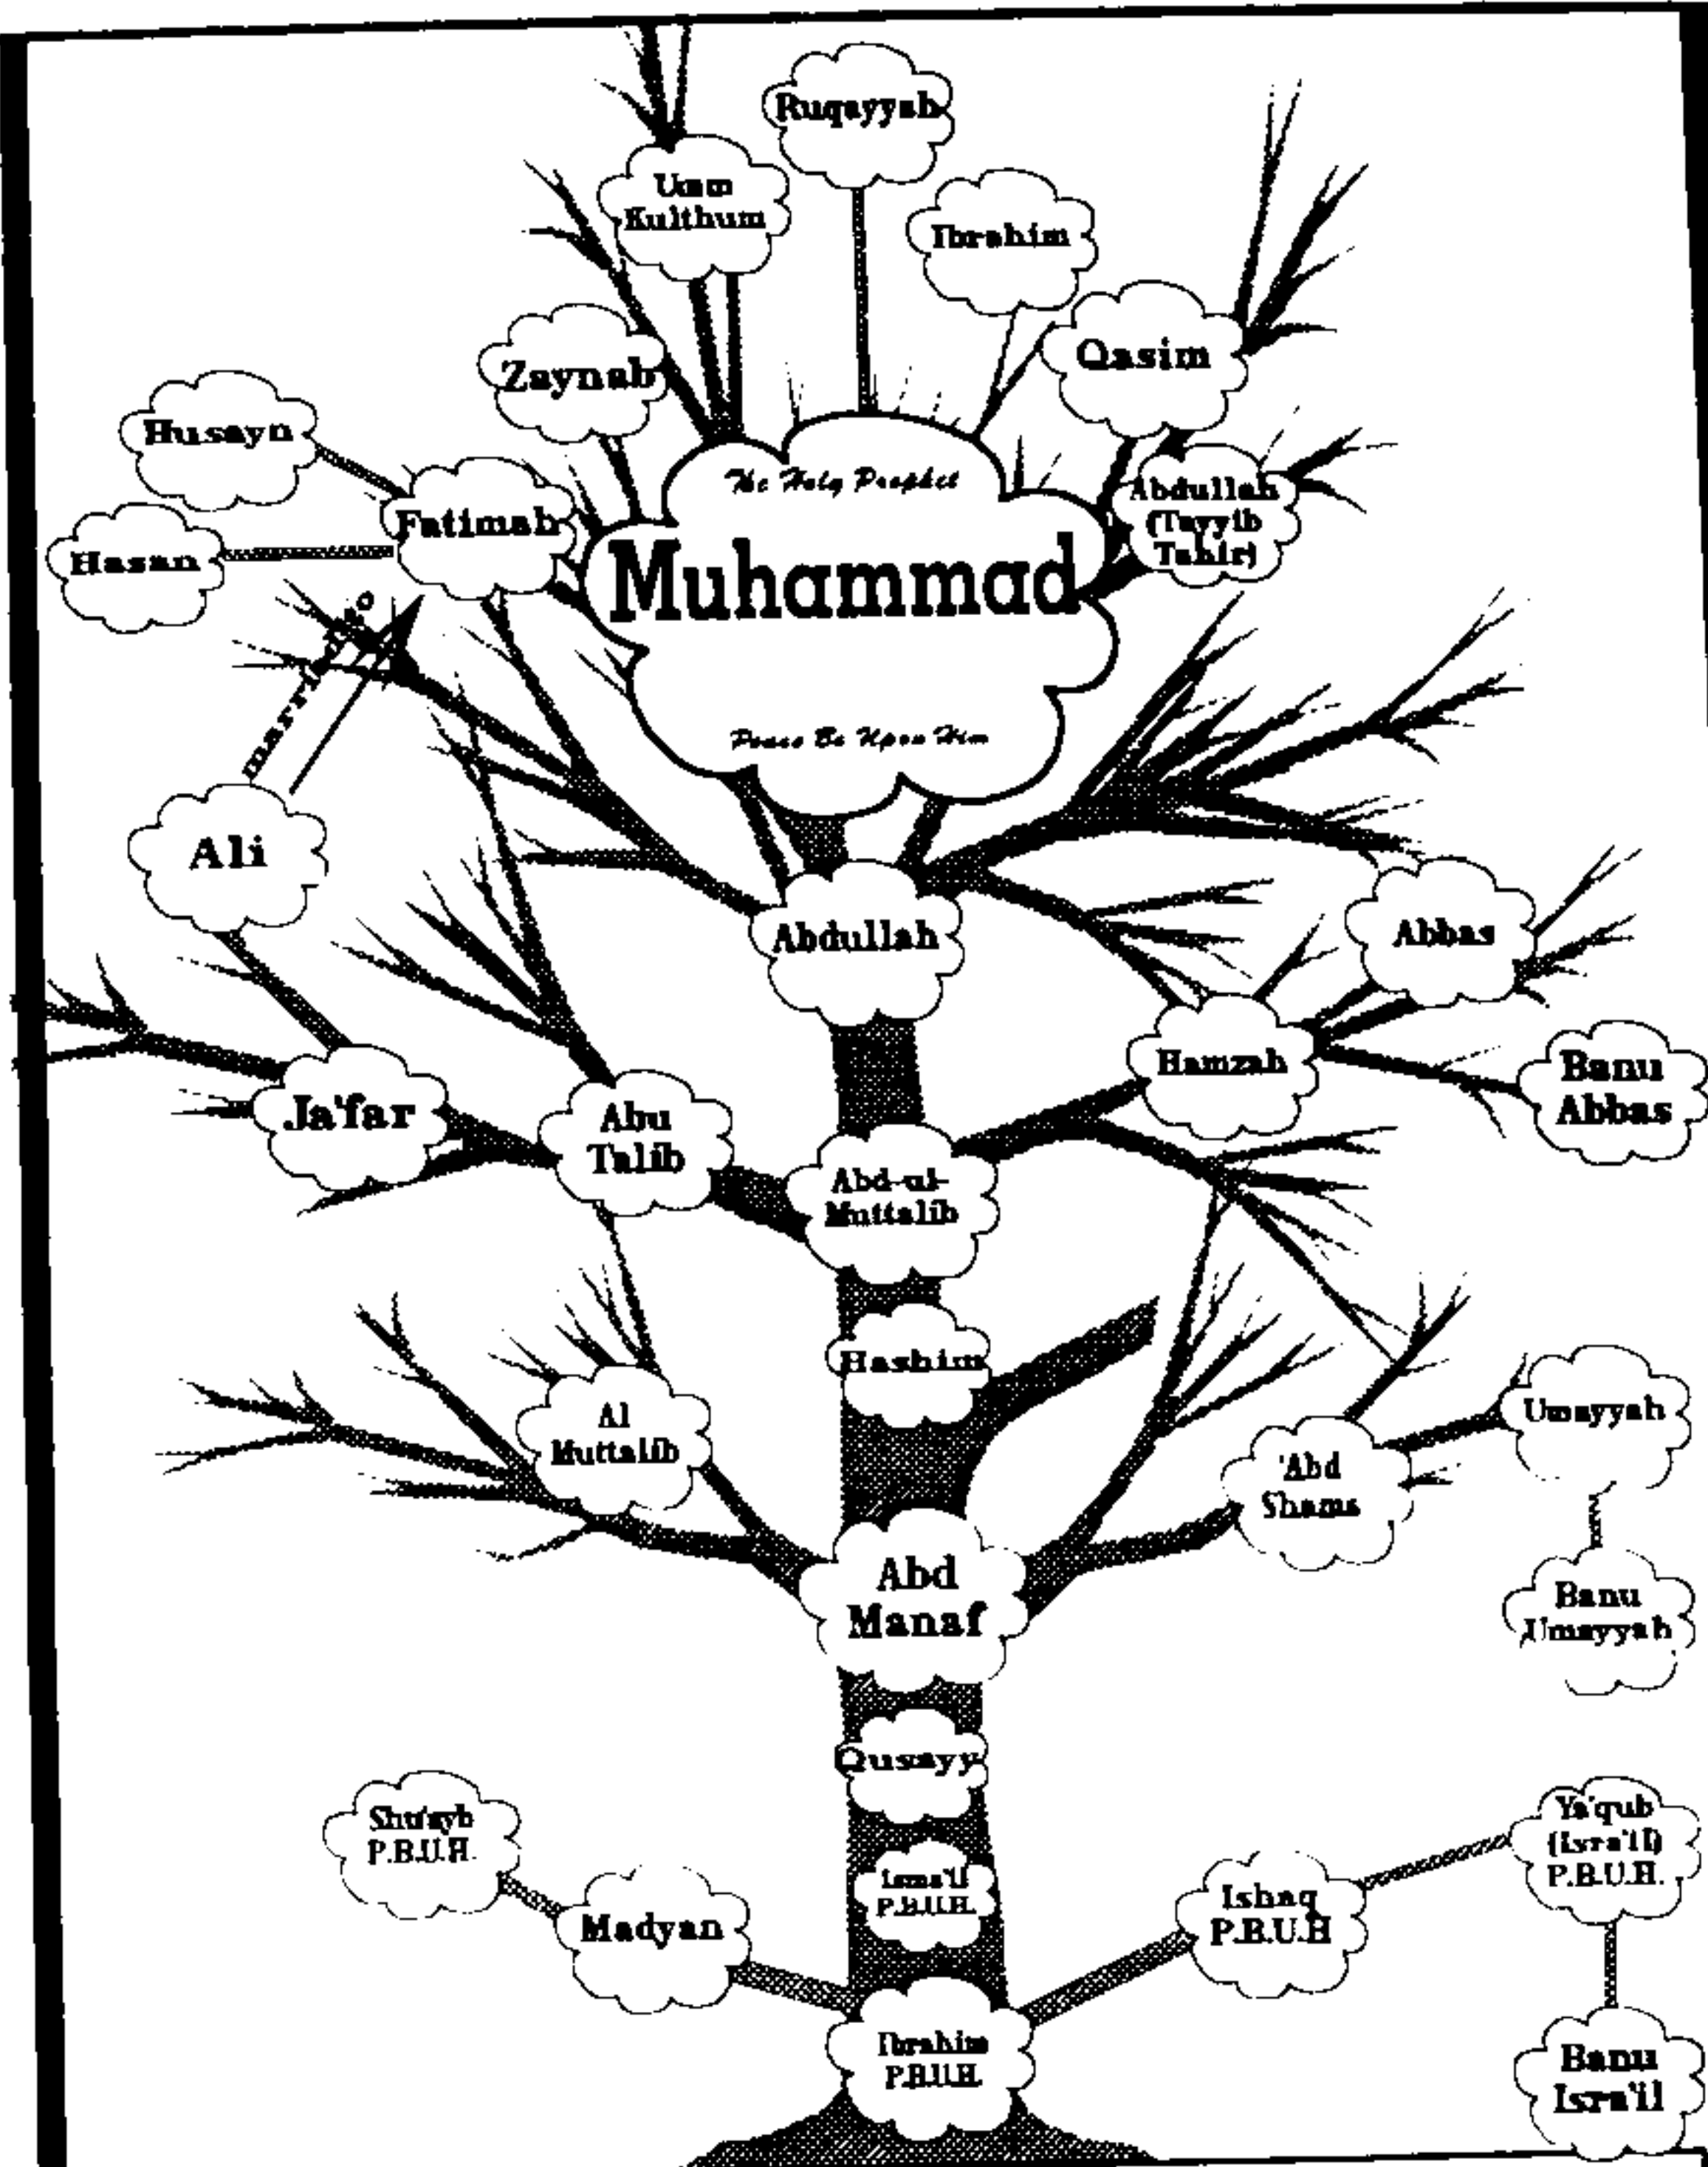 Ruqayyah
Umm
Kulthum
Ibrahim
Zaynab
Qasim
Husayn
Hasan
Fatimah
The Holy Prophet
Muhammad
Peace Be Upon Him
Abdullah
(Tayyib
Tahir)
marriage
Ali
Abdullah
Abbas
Hamzah
Banu
Abbas
Ja'far
Abu
Talib
Abd-ul-
Muttalib
Hashim
Al
Muttalib
'Abd
Shams
Umayyah
Abd
Manaf
Banu
Umayyah
Qusayy
Shu'ayb
P.B.U.H.
Madyan
Isma'il
P.B.U.H.
Ishaq
P.B.U.H
Ya'qub
(Isra'il)
P.B.U.H.
Ibrahim
P.B.U.H.
Banu
Isra'il